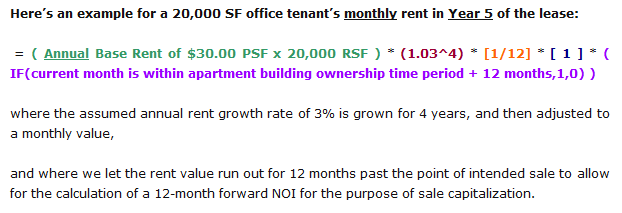 Here's an example for a 20,000 SF office tenant's monthly rent in Year 5 of the lease:
= ( Annual Base Rent of $30.00 PSF x 20,000 RSF ) * (1.03^4) * [1/12] * [ 1 ] * (
IF(current month is within apartment building ownership time period + 12 months,1,0) )
where the assumed annual rent growth rate of 3% is grown for 4 years, and then adjusted to
a monthly value,
and where we let the rent value run out for 12 months past the point of intended sale to allow
for the calculation of a 12-month forward NOI for the purpose of sale capitalization.